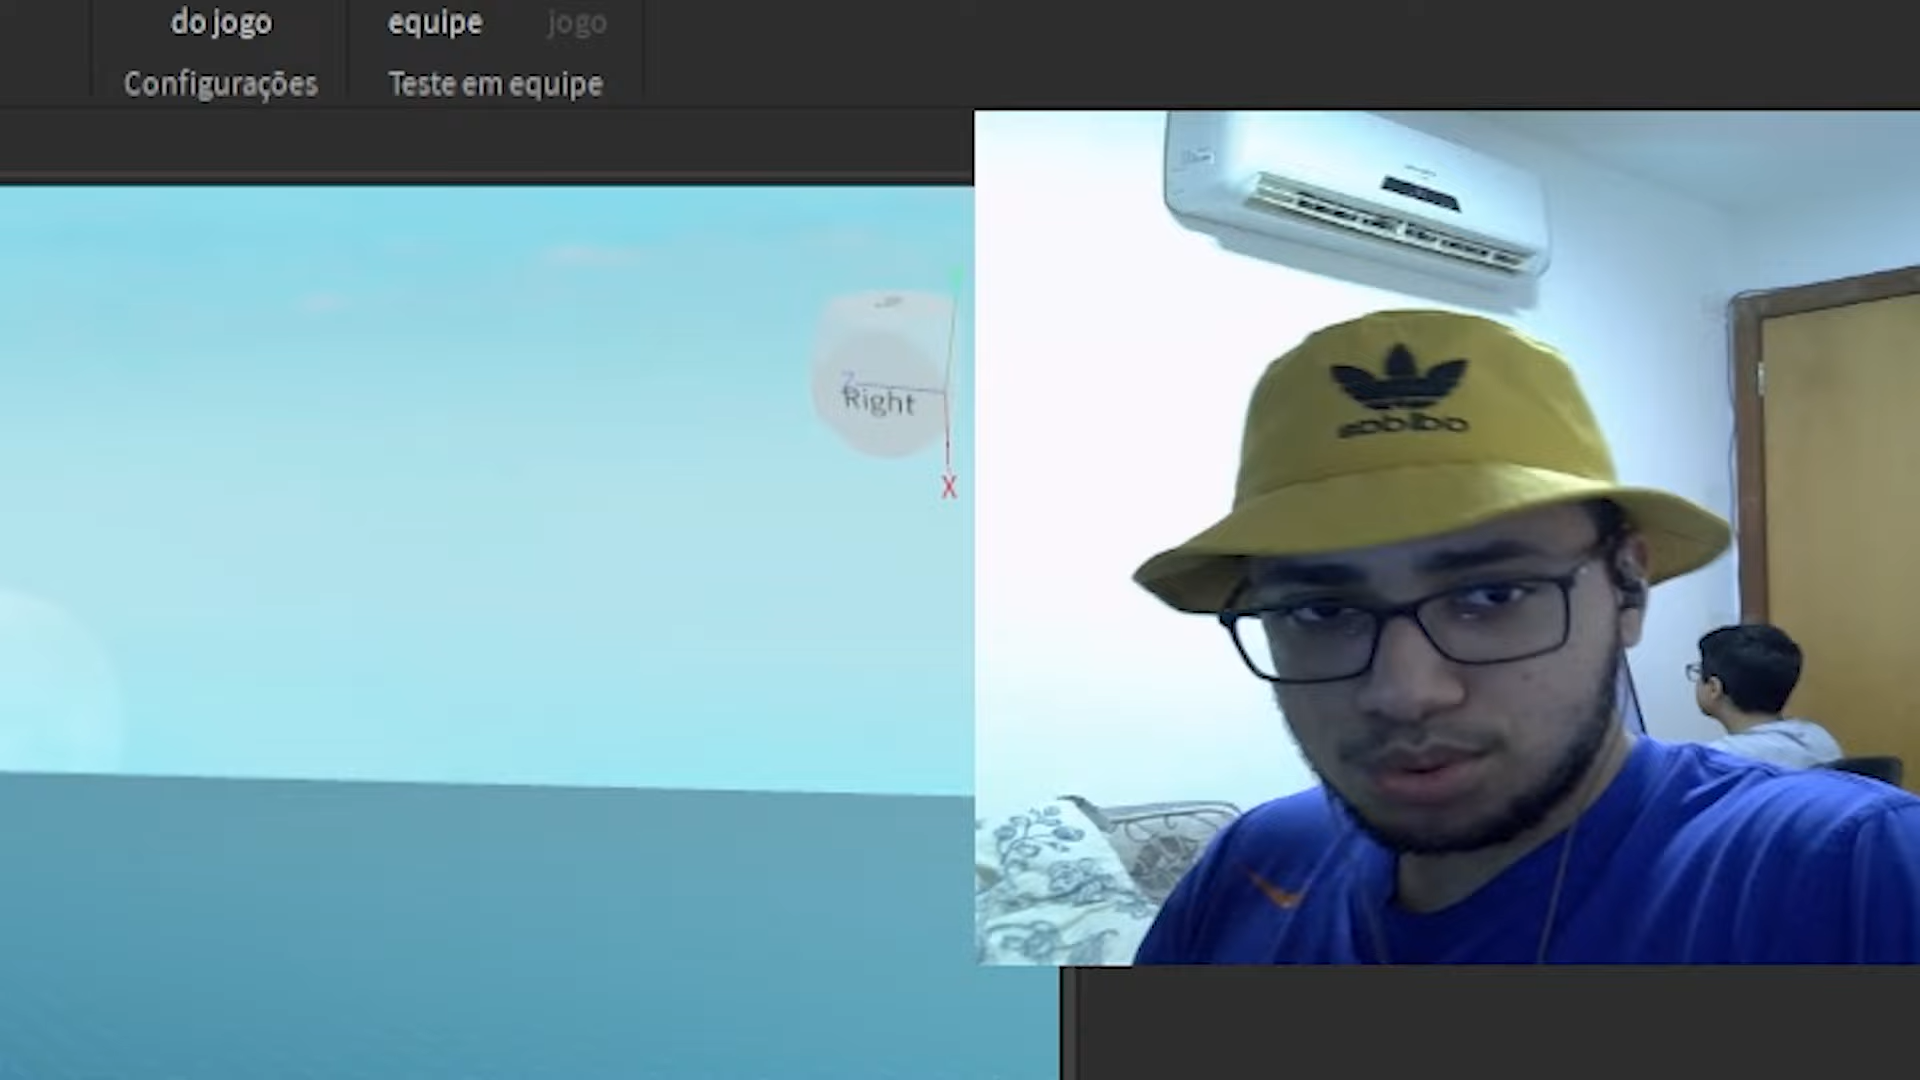 do jogo
equipe
jogo
Configurações
Teste em equipe
Right
Z
X
adidas